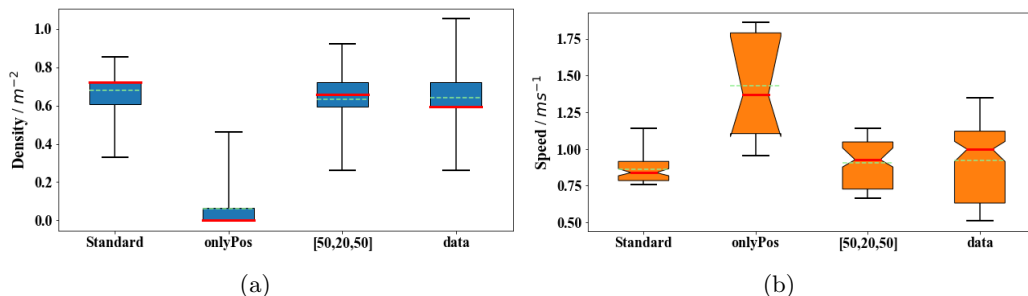 1.0
0.8
0.6
0.4
0.2
0.0
Density / m⁻²
Standard onlyPos [50,20,50] data
(a)
1.75
1.50
1.25
1.00
0.75
0.50
Speed / ms⁻¹
Standard onlyPos [50,20,50] data
(b)